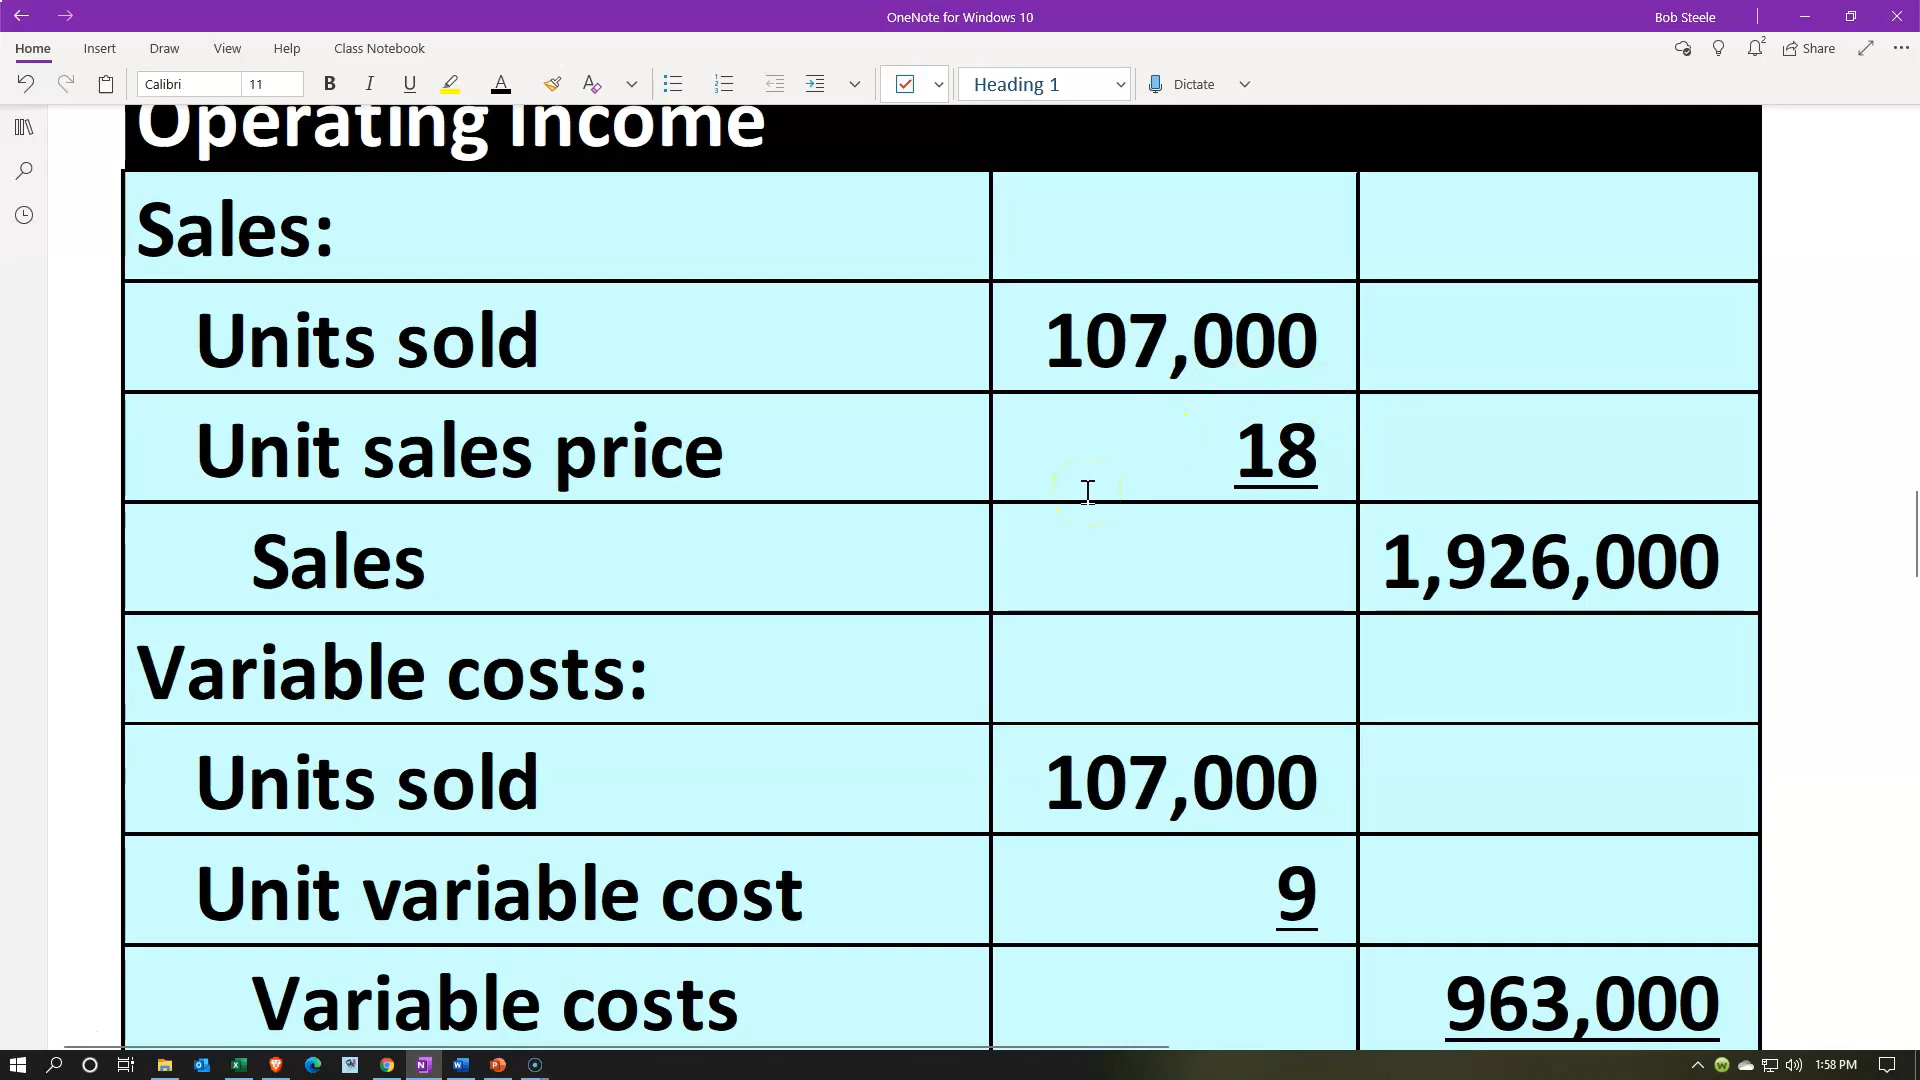 OneNote for Windows 10
Bob Steele
Home Insert Draw View Help Class Notebook
2
Share
Calibri 11 B I U A Heading 1 Dictate
Operating Income
Sales:
Units sold 107,000
Unit sales price 18
Sales 1,926,000
Variable costs:
Units sold 107,000
Unit variable cost 9
Variable costs 963,000
1:58 PM